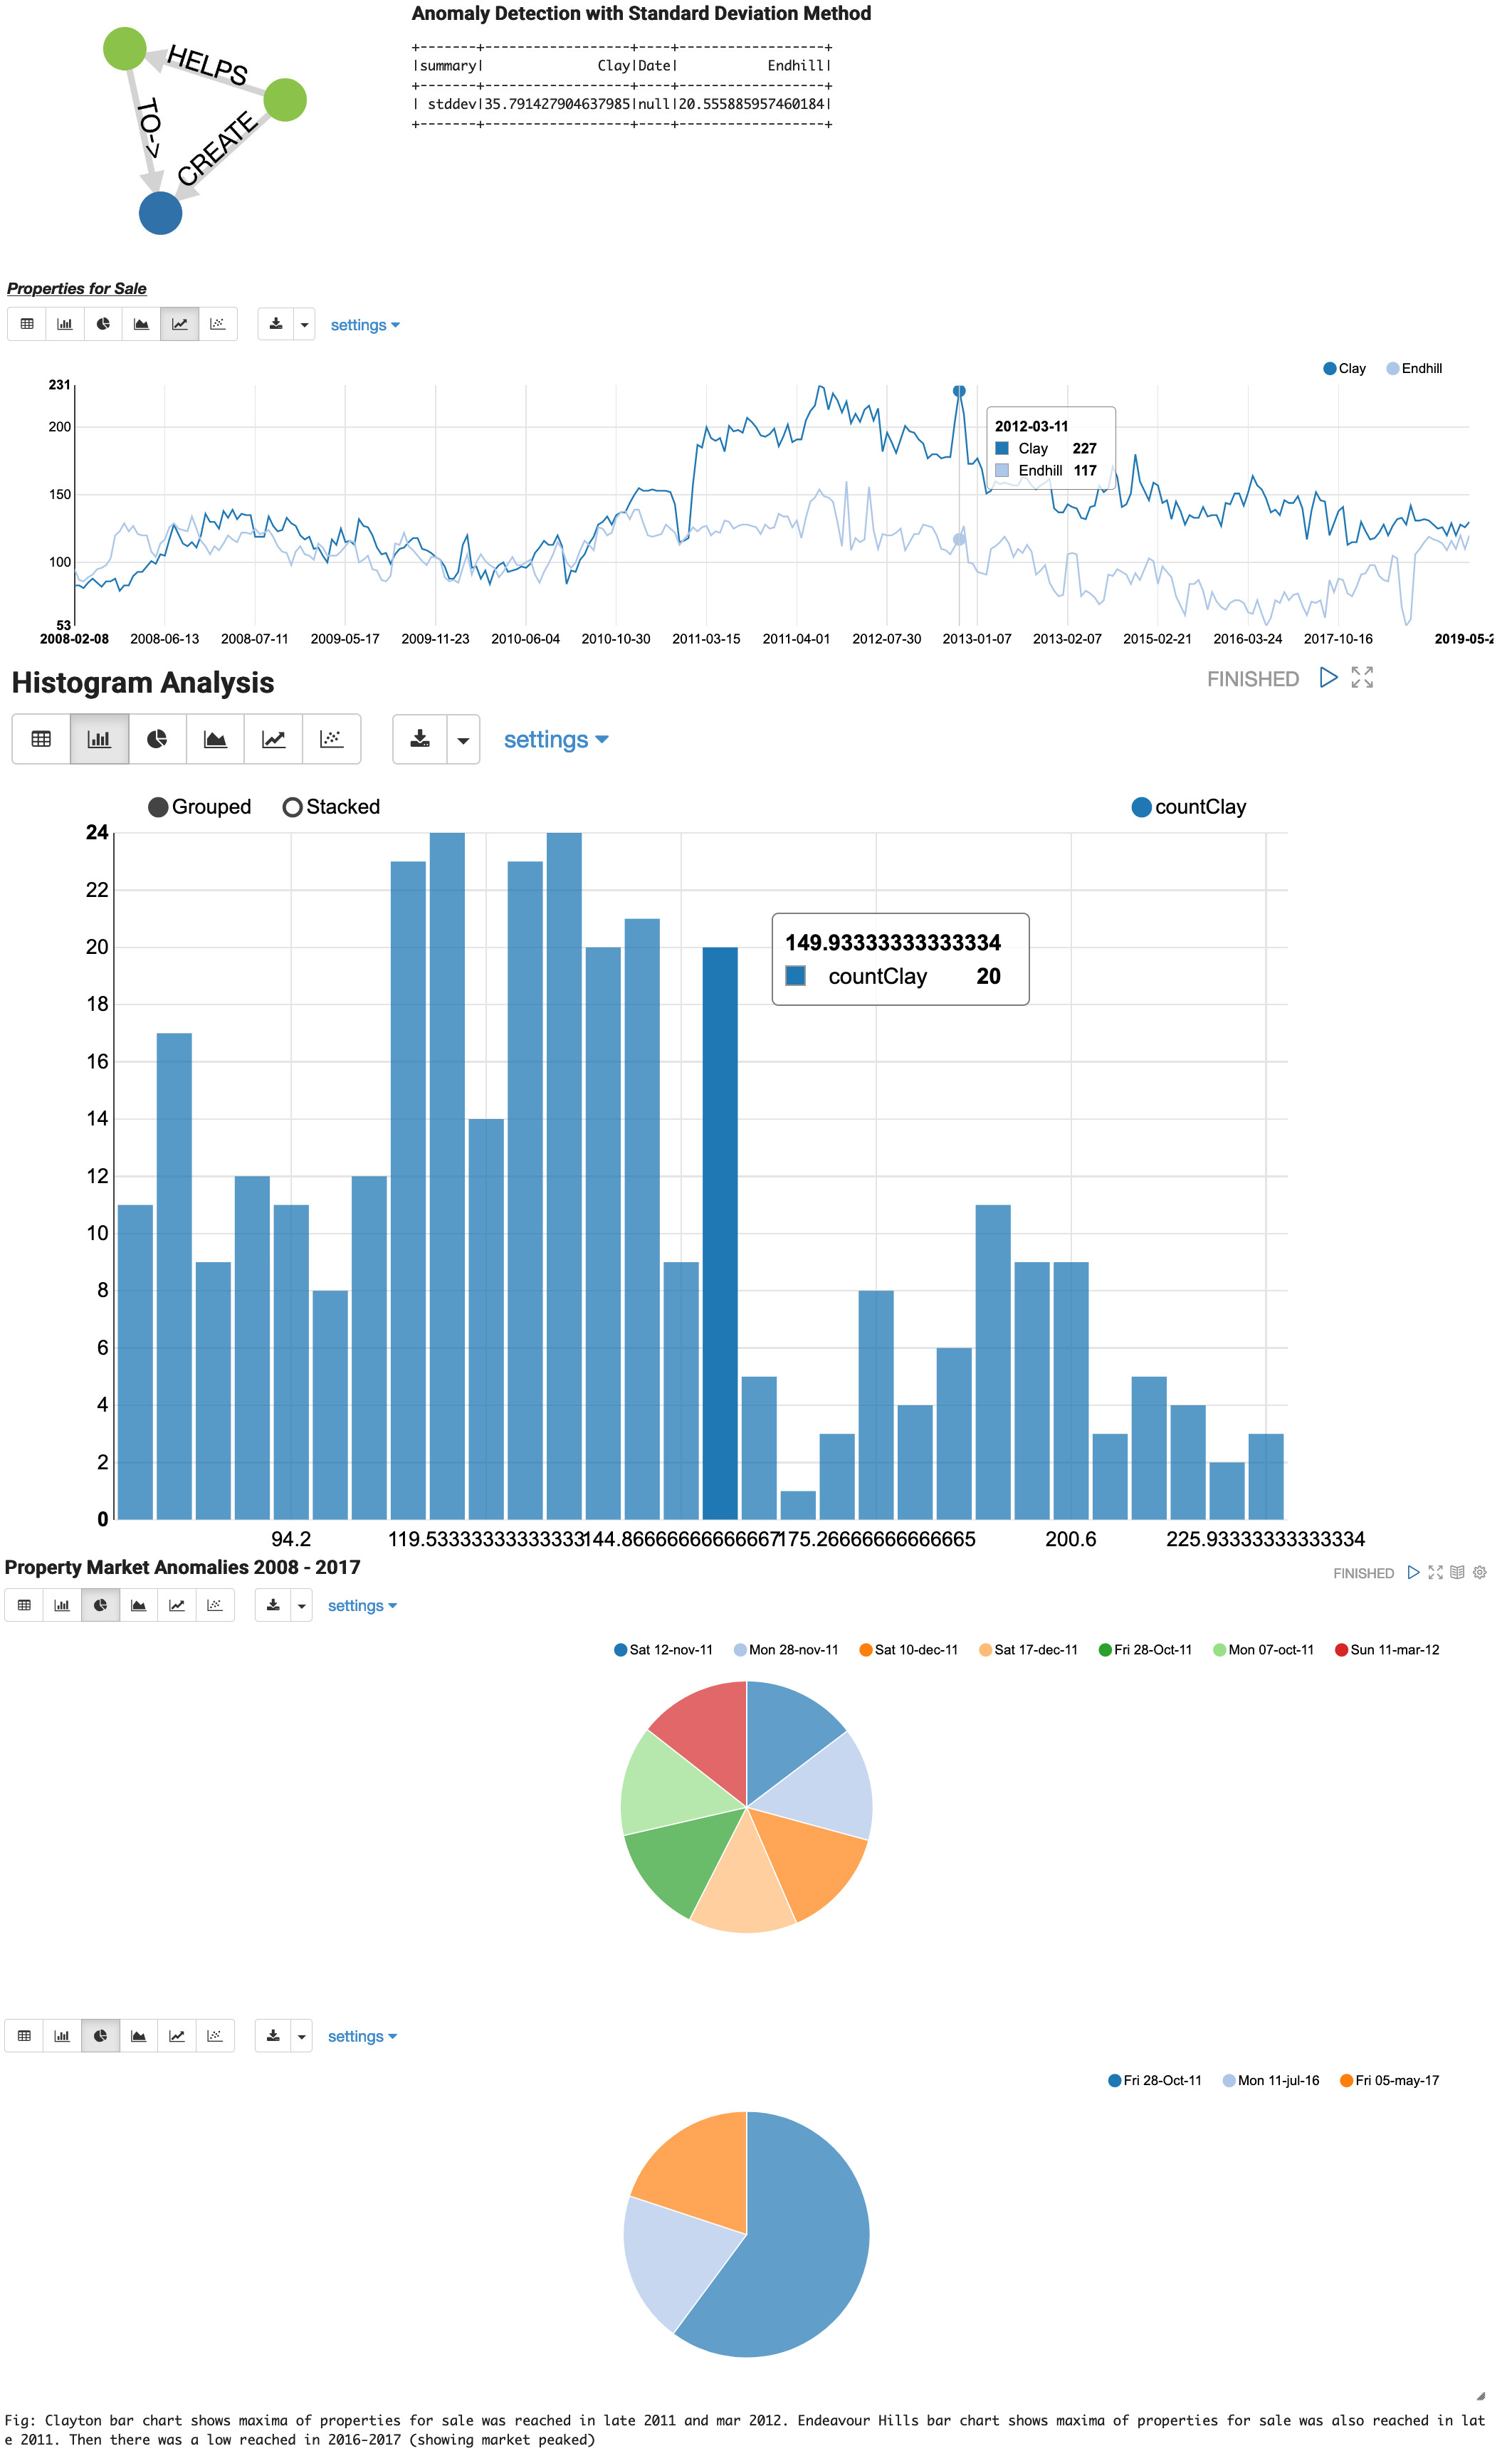 HELPS
TO->
CREATE
Anomaly Detection with Standard Deviation Method
+-------+------------------+----+------------------+
|summary|              Clay|Date|           Endhill|
+-------+------------------+----+------------------+
| stddev|35.791427904637985|null|20.555885957460184|
+-------+------------------+----+------------------+
Properties for Sale
settings
Clay Endhill
231
200
150
100
53
2012-03-11
Clay 227
Endhill 117
2008-02-08 2008-06-13 2008-07-11 2009-05-17 2009-11-23 2010-06-04 2010-10-30 2011-03-15 2011-04-01 2012-07-30 2013-01-07 2013-02-07 2015-02-21 2016-03-24 2017-10-16 2019-05-2
Histogram Analysis
FINISHED
settings
Grouped Stacked
countClay
24
22
20
18
16
14
12
10
8
6
4
2
0
149.93333333333334
countClay 20
94.2 119.53333333333333 144.86666666666667 175.26666666666665 200.6 225.93333333333334
Property Market Anomalies 2008 - 2017
FINISHED
settings
Sat 12-nov-11 Mon 28-nov-11 Sat 10-dec-11 Sat 17-dec-11 Fri 28-Oct-11 Mon 07-oct-11 Sun 11-mar-12
settings
Fri 28-Oct-11 Mon 11-jul-16 Fri 05-may-17
Fig: Clayton bar chart shows maxima of properties for sale was reached in late 2011 and mar 2012. Endeavour Hills bar chart shows maxima of properties for sale was also reached in lat
e 2011. Then there was a low reached in 2016-2017 (showing market peaked)